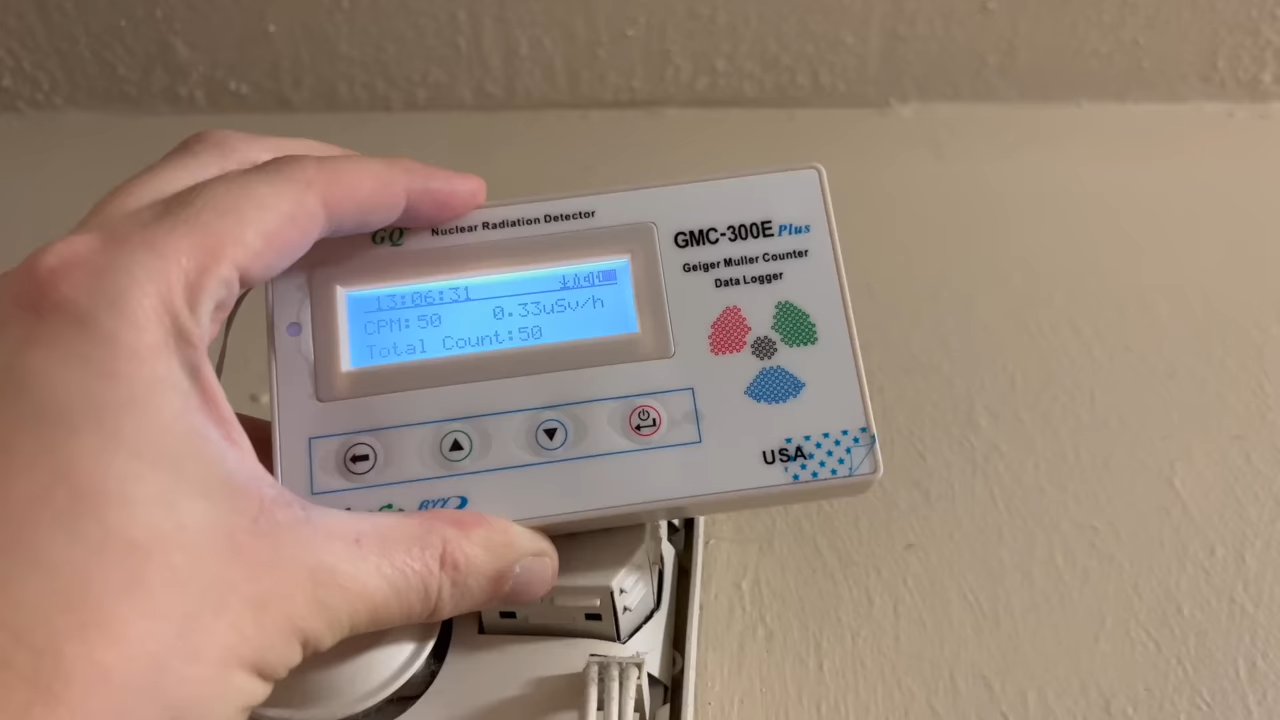 GQ Nuclear Radiation Detector
GMC-300E Plus
Geiger Muller Counter
Data Logger
13:06:31
CPM:50 0.33uSv/h
Total Count:50
USA